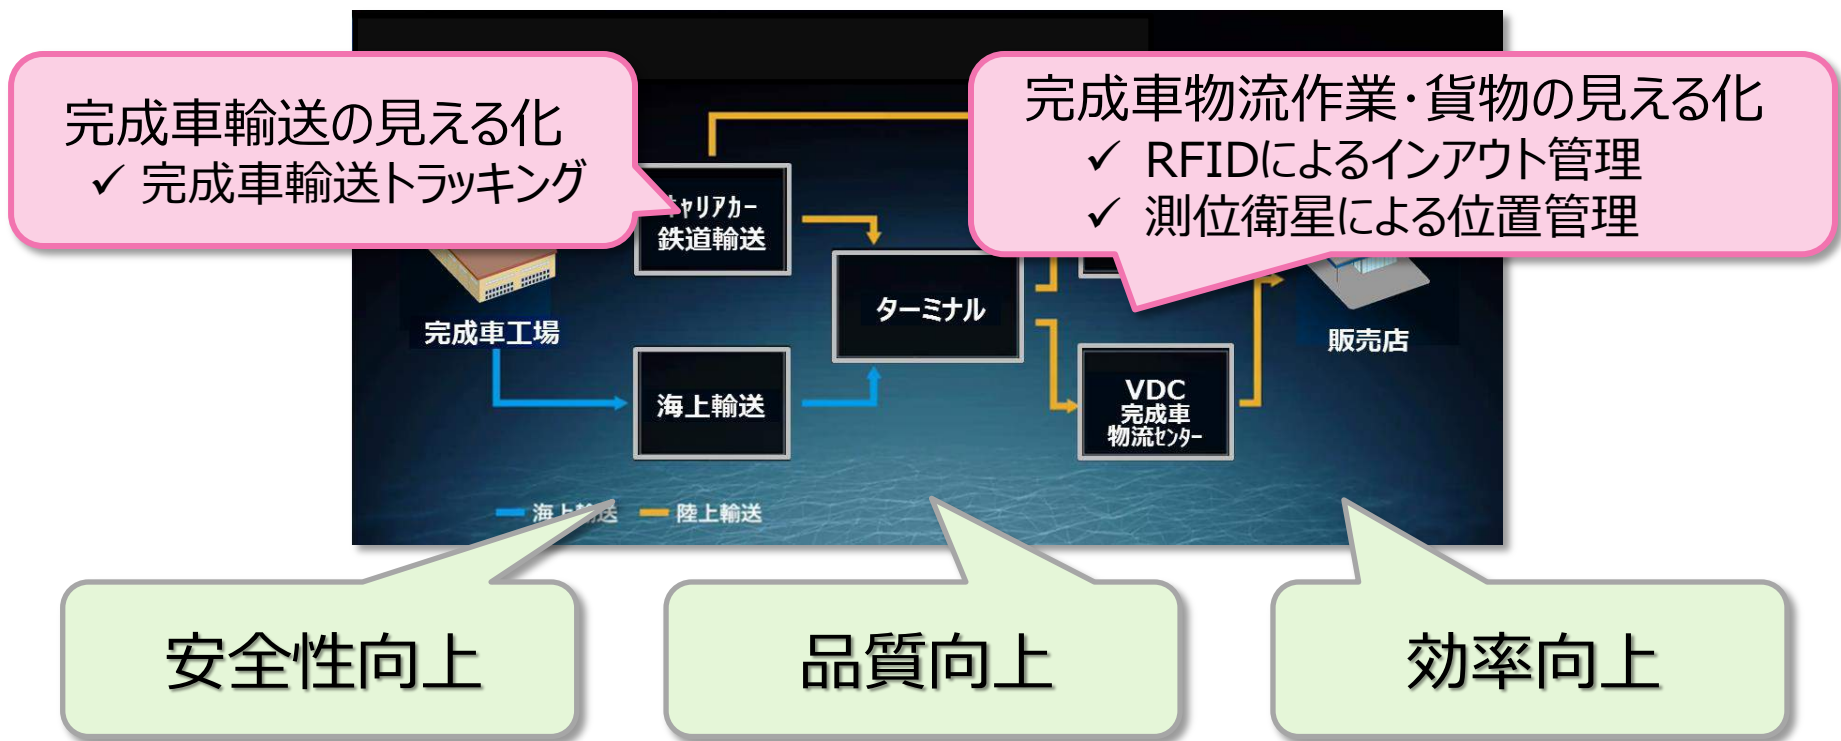 完成車輸送の見える化
✓ 完成車輸送トラッキング
完成車物流作業・貨物の見える化
✓ RFIDによるインアウト管理
✓ 測位衛星による位置管理
キャリアカー
鉄道輸送
ターミナル
完成車工場
販売店
海上輸送
VDC
完成車
物流センター
海上輸送
陸上輸送
安全性向上
品質向上
効率向上